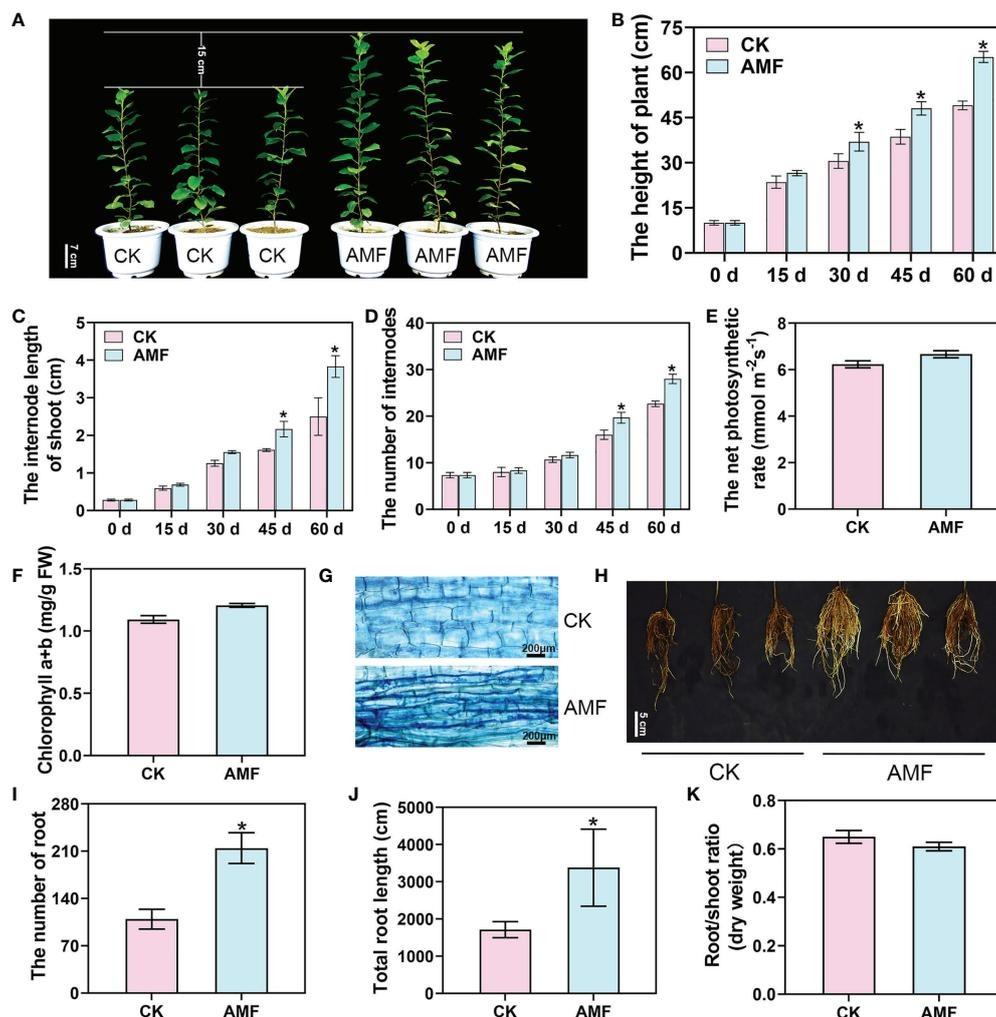 A
15 cm
7 cm
CK
CK
CK
AMF
AMF
AMF
B
The height of plant (cm)
75
60
45
30
15
0
CK
AMF
*
*
*
0 d
15 d
30 d
45 d
60 d
C
The internode length
of shoot (cm)
5
4
3
2
1
0
CK
AMF
*
*
0 d
15 d
30 d
45 d
60 d
D
The number of internodes
40
30
20
10
0
CK
AMF
*
*
0 d
15 d
30 d
45 d
60 d
E
The net photosynthetic
rate (mmol m⁻²s⁻¹)
8
6
4
2
0
CK
AMF
F
Chlorophyll a+b (mg/g FW)
1.5
1.0
0.5
0.0
CK
AMF
G
200μm
CK
200μm
AMF
H
5 cm
CK
AMF
I
The number of root
280
210
140
70
0
*
CK
AMF
J
Total root length (cm)
5000
4000
3000
2000
1000
0
*
CK
AMF
K
Root/shoot ratio
(dry weight)
0.8
0.6
0.4
0.2
0.0
CK
AMF